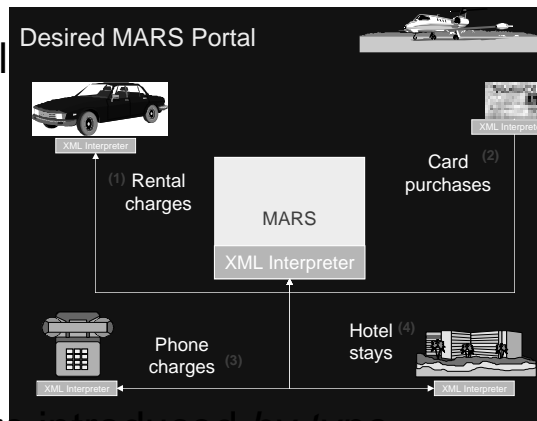 Desired MARS Portal
XML Interpreter
XML Interprete
(1) Rental
charges
Card (2)
purchases
MARS
XML Interpreter
Phone
charges (3)
Hotel (4)
stays
XML Interpreter
XML Interpreter